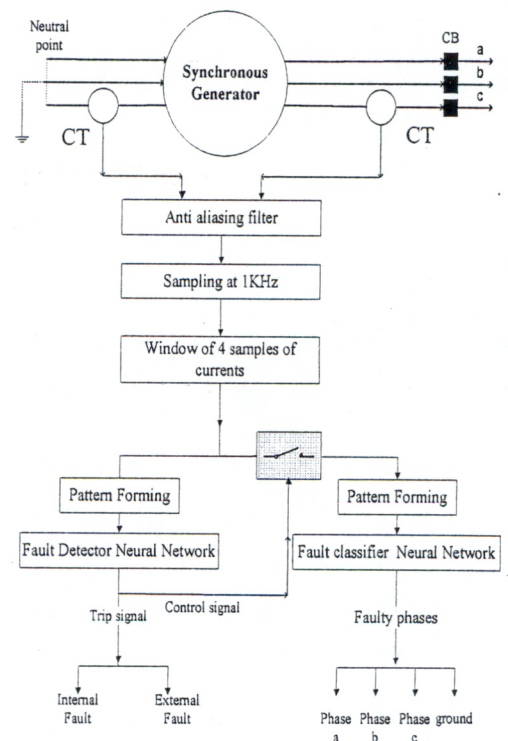 Neutral
point
CB
a
b
c
Synchronous
Generator
CT
CT
Anti aliasing filter
Sampling at 1KHz
Window of 4 samples of
currents
Pattern Forming
Pattern Forming
Fault Detector Neural Network
Fault classifier Neural Network
Trip signal
Control signal
Faulty phases
Internal
Fault
External
Fault
Phase
a
Phase
b
Phase
c
ground